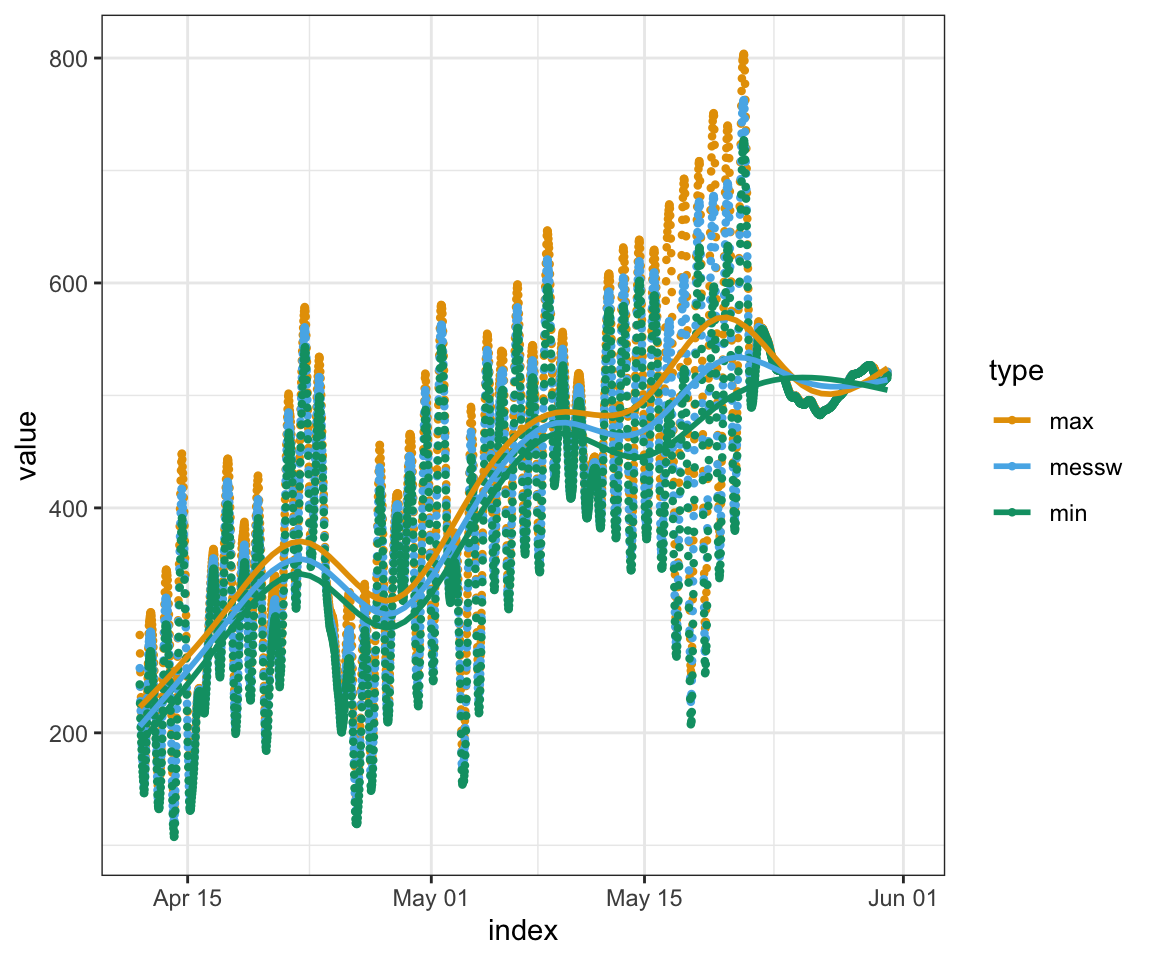 value
800
600
400
200
Apr 15
May 01
May 15
Jun 01
index
type
max
messw
min